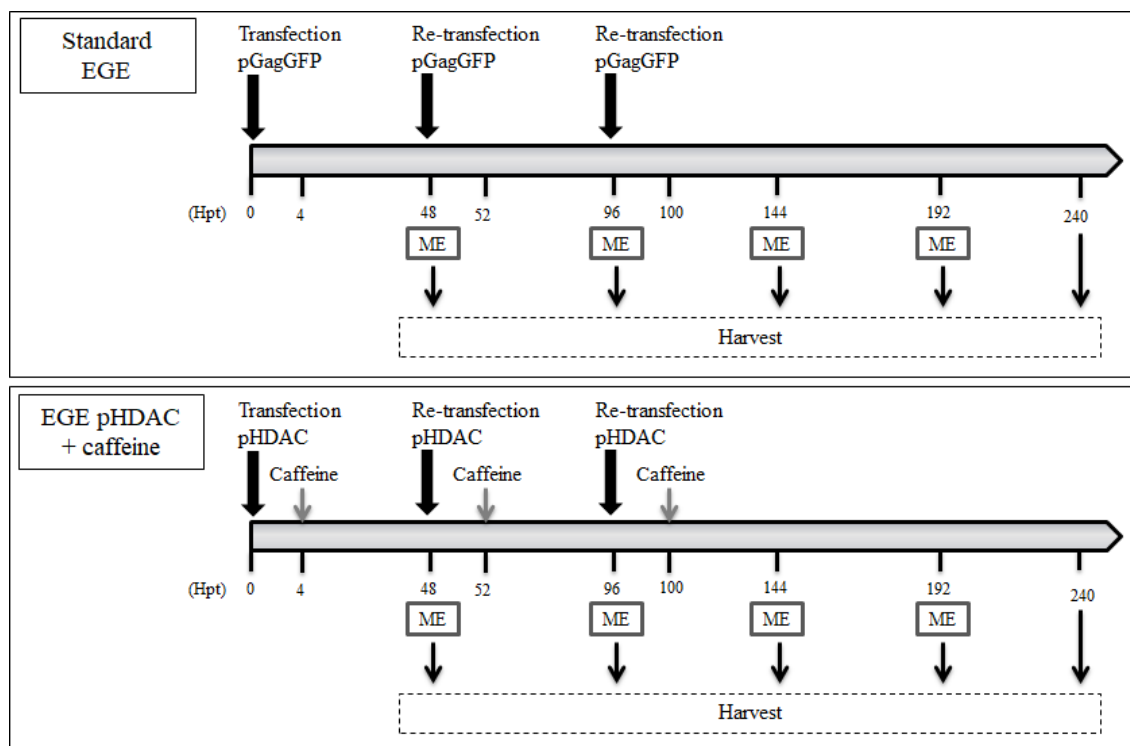 Standard
EGE
Transfection
pGagGFP
Re-transfection
pGagGFP
Re-transfection
pGagGFP
(Hpt) 0 4 48 52 96 100 144 192 240
ME ME ME ME
Harvest
EGE pHDAC
+ caffeine
Transfection
pHDAC
Re-transfection
pHDAC
Re-transfection
pHDAC
Caffeine Caffeine Caffeine
(Hpt) 0 4 48 52 96 100 144 192 240
ME ME ME ME
Harvest